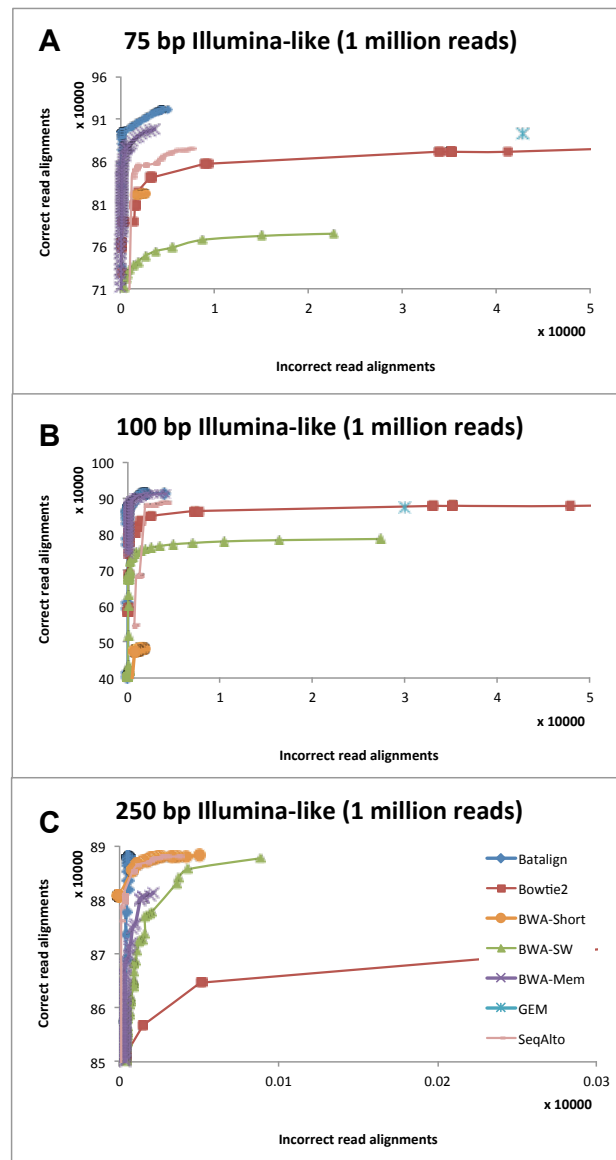 A
75 bp Illumina-like (1 million reads)
Correct read alignments
x 10000
96
91
86
81
76
71
0
1
2
3
4
5
x 10000
Incorrect read alignments
B
100 bp Illumina-like (1 million reads)
Correct read alignments
x 10000
100
90
80
70
60
50
40
0
1
2
3
4
5
x 10000
Incorrect read alignments
C
250 bp Illumina-like (1 million reads)
Correct read alignments
x 10000
89
88
87
86
85
Batalign
Bowtie2
BWA-Short
BWA-SW
BWA-Mem
GEM
SeqAlto
0
0.01
0.02
0.03
x 10000
Incorrect read alignments